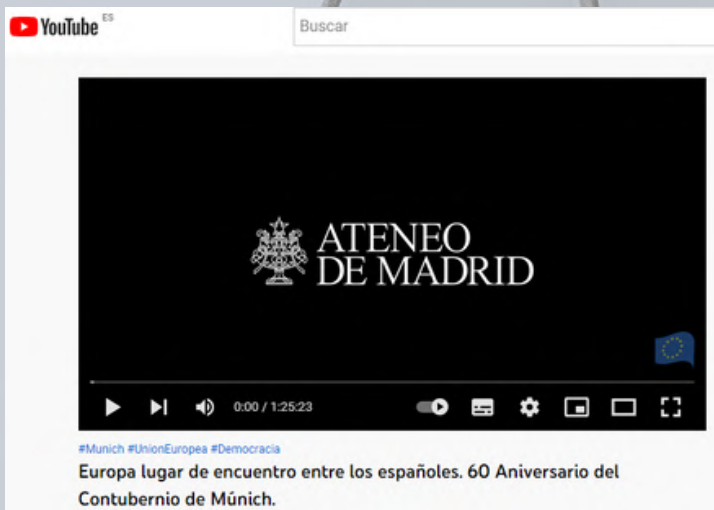 YouTube ES
Buscar
ATENEO
DE MADRID
0:00 / 1:25:23
#Munich #UnionEuropea #Democracia
Europa lugar de encuentro entre los españoles. 60 Aniversario del
Contubernio de Múnich.